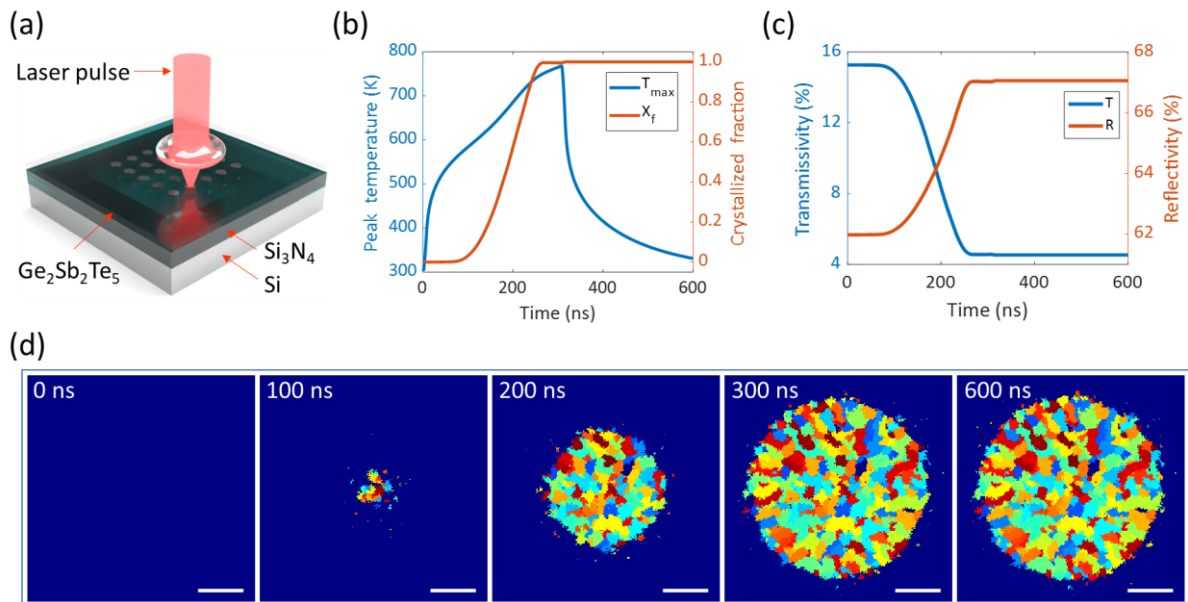 (a)
Laser pulse
Ge₂Sb₂Te₅
Si₃N₄
Si
(b)
800
700
600
500
400
300
Peak temperature (K)
T_max
X_f
1.0
0.8
0.6
0.4
0.2
0
Crystallized fraction
0 200 400 600
Time (ns)
(c)
16
12
8
4
Transmissivity (%)
T
R
68
66
64
62
Reflectivity (%)
0 200 400 600
Time (ns)
(d)
0 ns
100 ns
200 ns
300 ns
600 ns